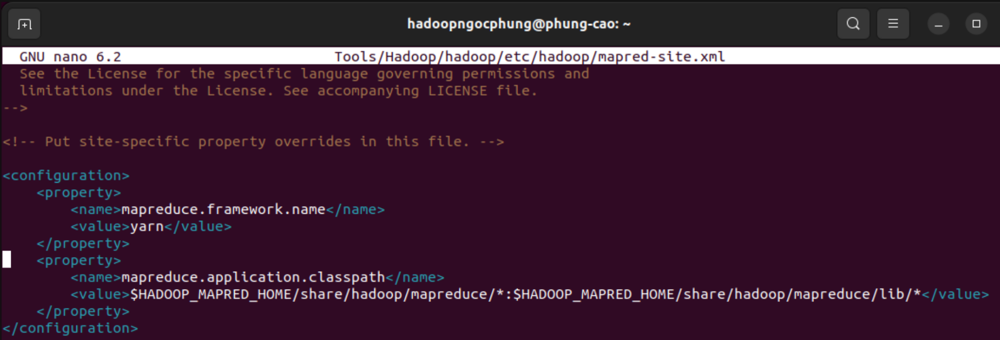 hadoopngocphung@phung-cao: ~
GNU nano 6.2 Tools/Hadoop/hadoop/etc/hadoop/mapred-site.xml
  See the License for the specific language governing permissions and
  limitations under the License. See accompanying LICENSE file.
-->
<!-- Put site-specific property overrides in this file. -->
<configuration>
    <property>
        <name>mapreduce.framework.name</name>
        <value>yarn</value>
    </property>
    <property>
        <name>mapreduce.application.classpath</name>
        <value>$HADOOP_MAPRED_HOME/share/hadoop/mapreduce/*:$HADOOP_MAPRED_HOME/share/hadoop/mapreduce/lib/*</value>
    </property>
</configuration>